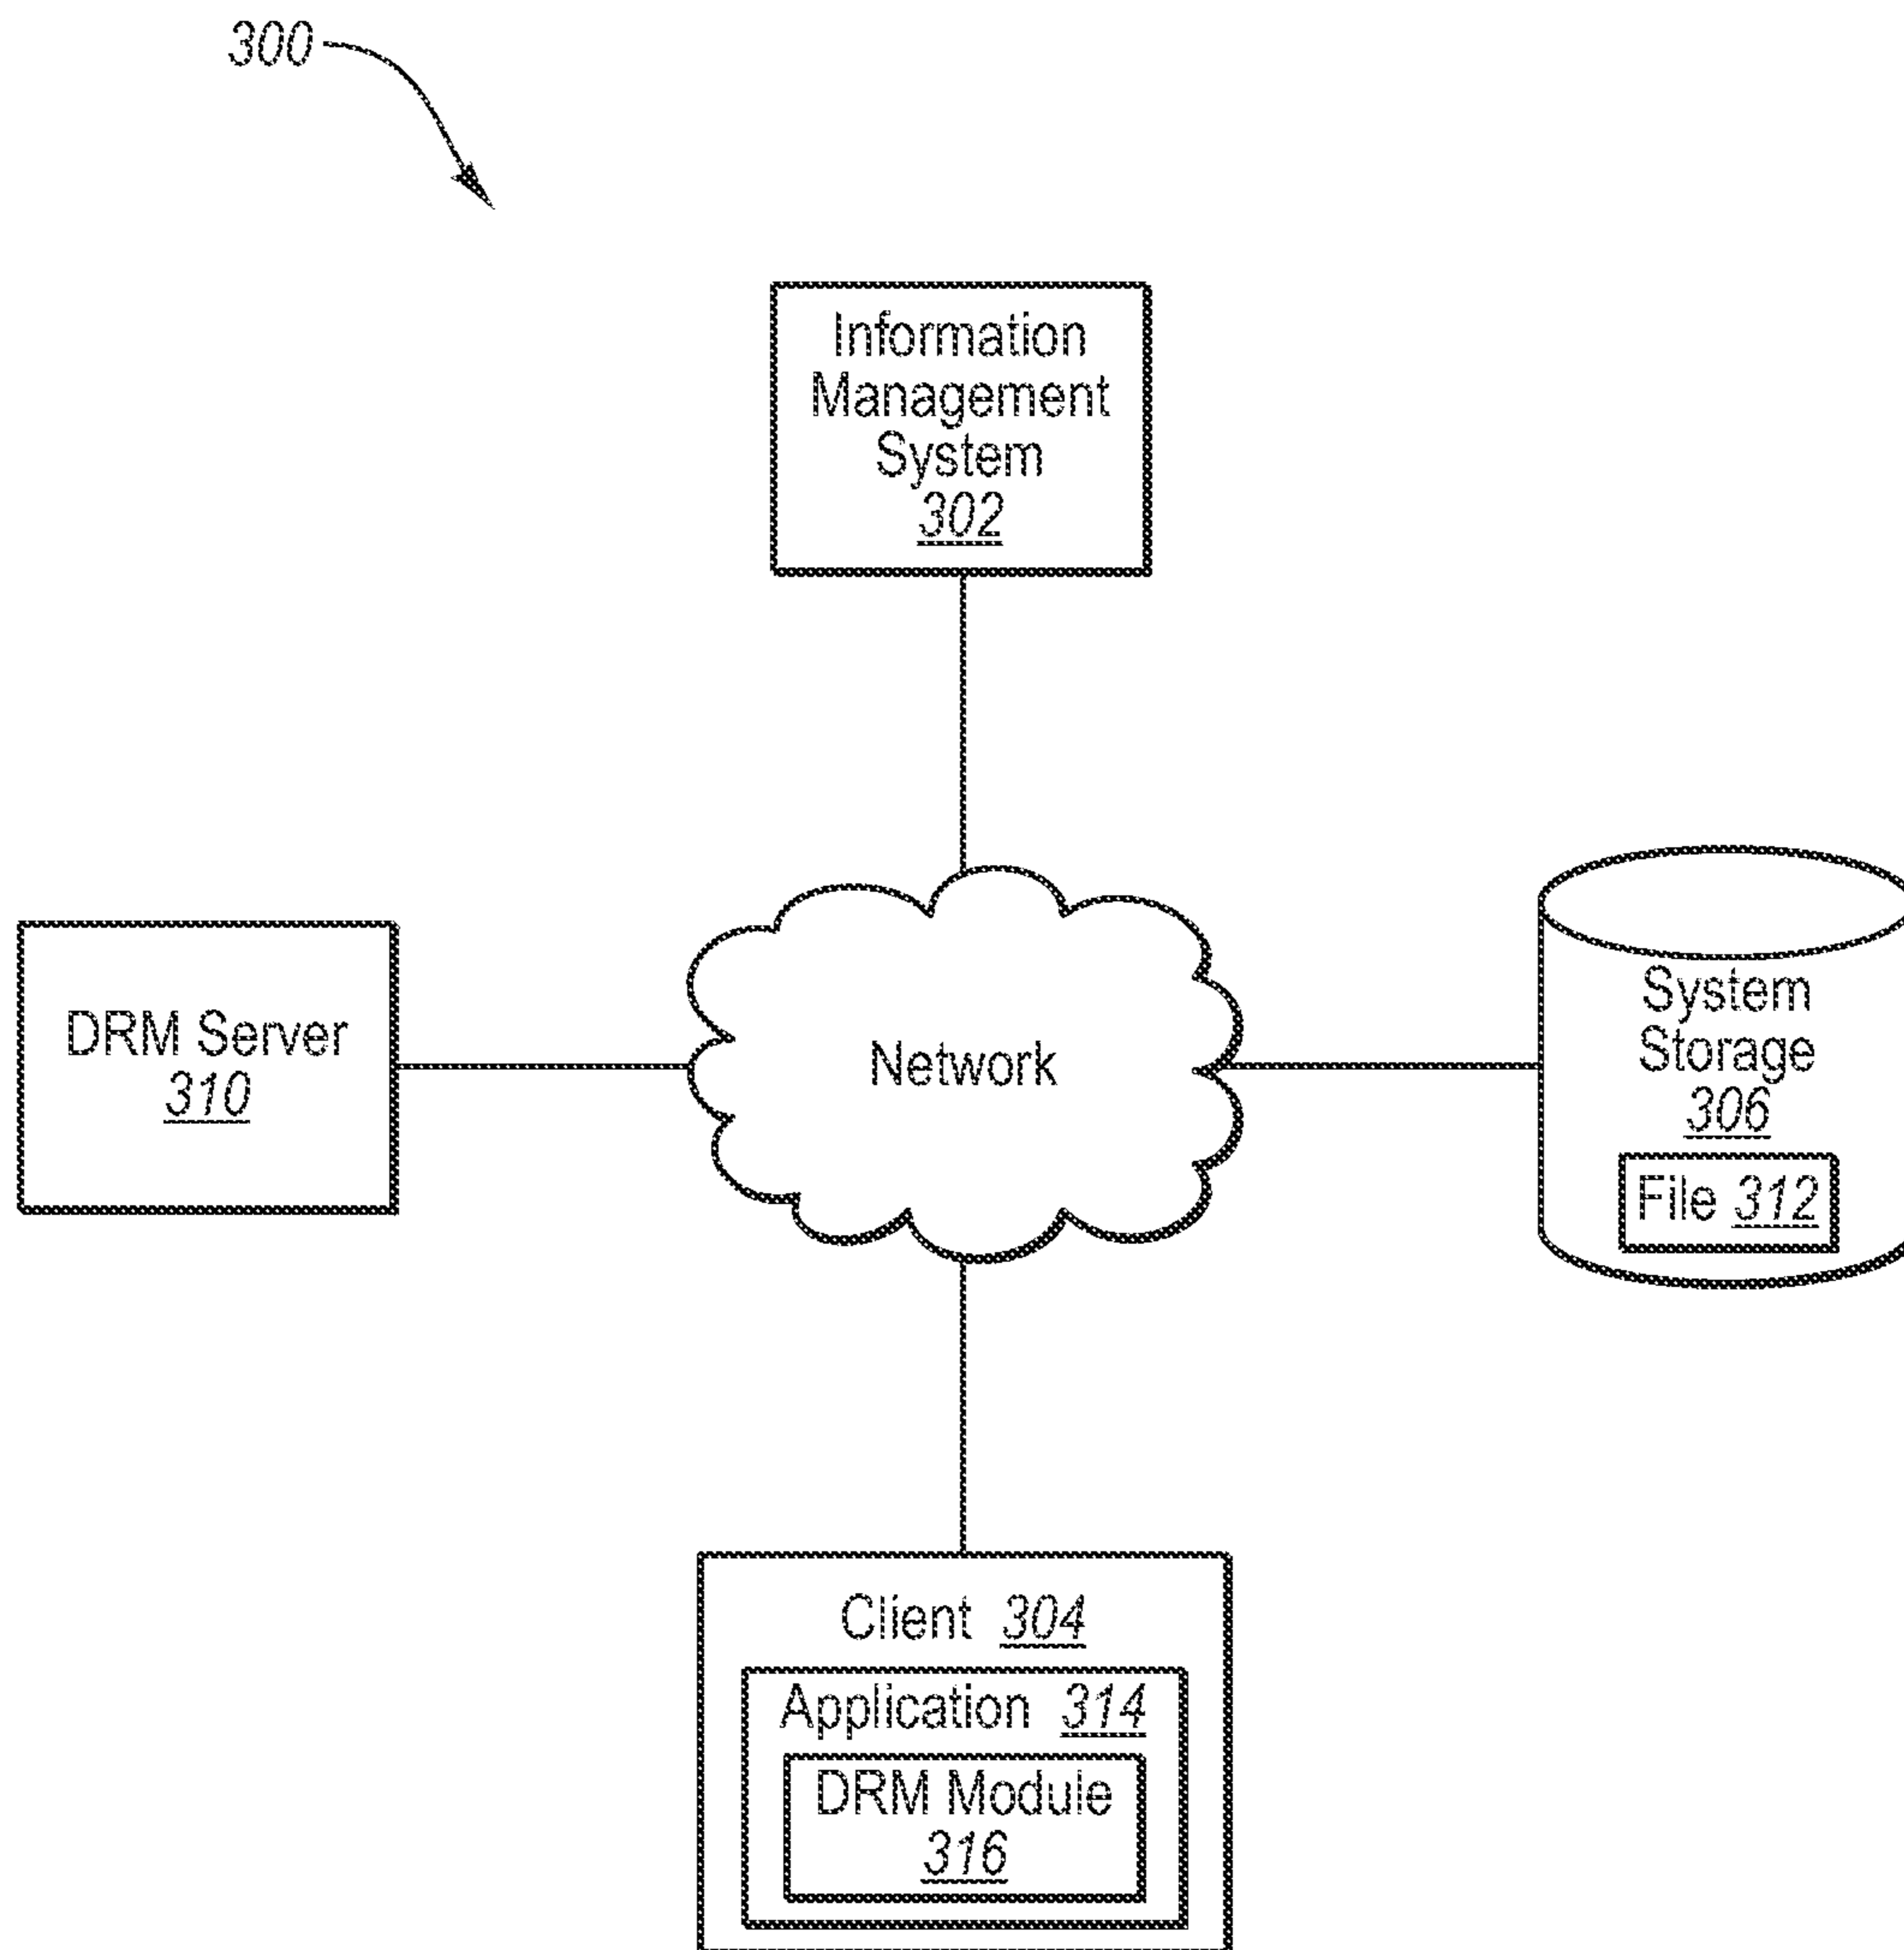 300
Information
Management
System
302
DRM Server
310
Network
System
Storage
306
File 312
Client 304
Application 314
DRM Module
316